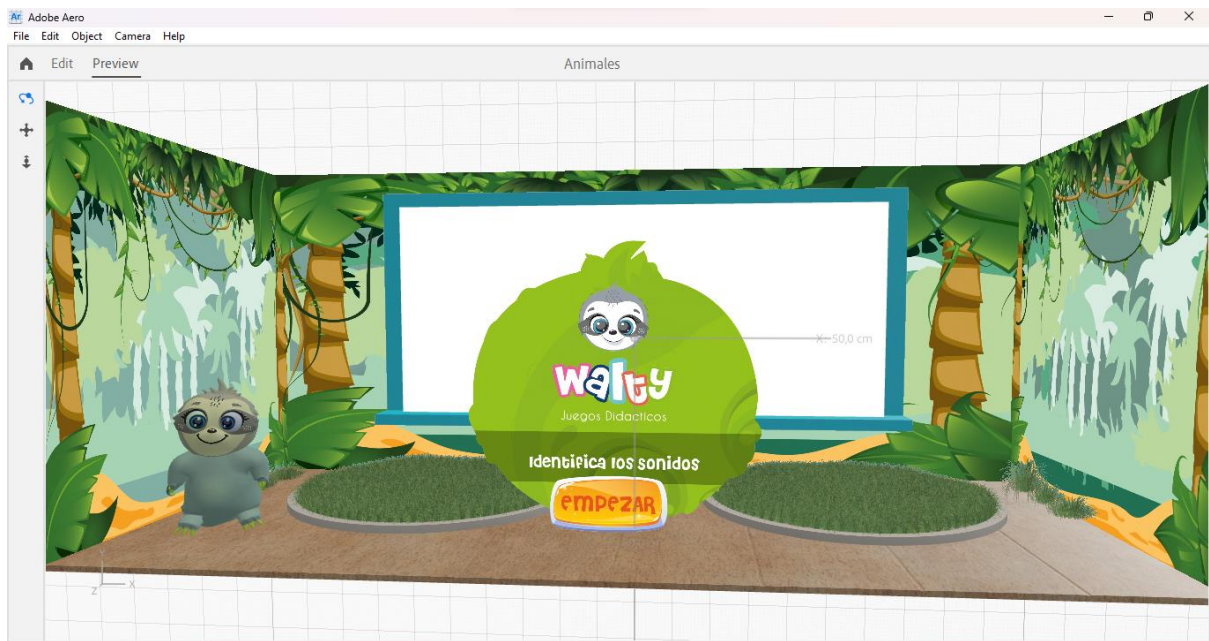 Ar Adobe Aero
File Edit Object Camera Help
Edit Preview Animales
X: 50,0 cm
walty
Juegos Didacticos
Identifica los sonidos
empezar
Z X